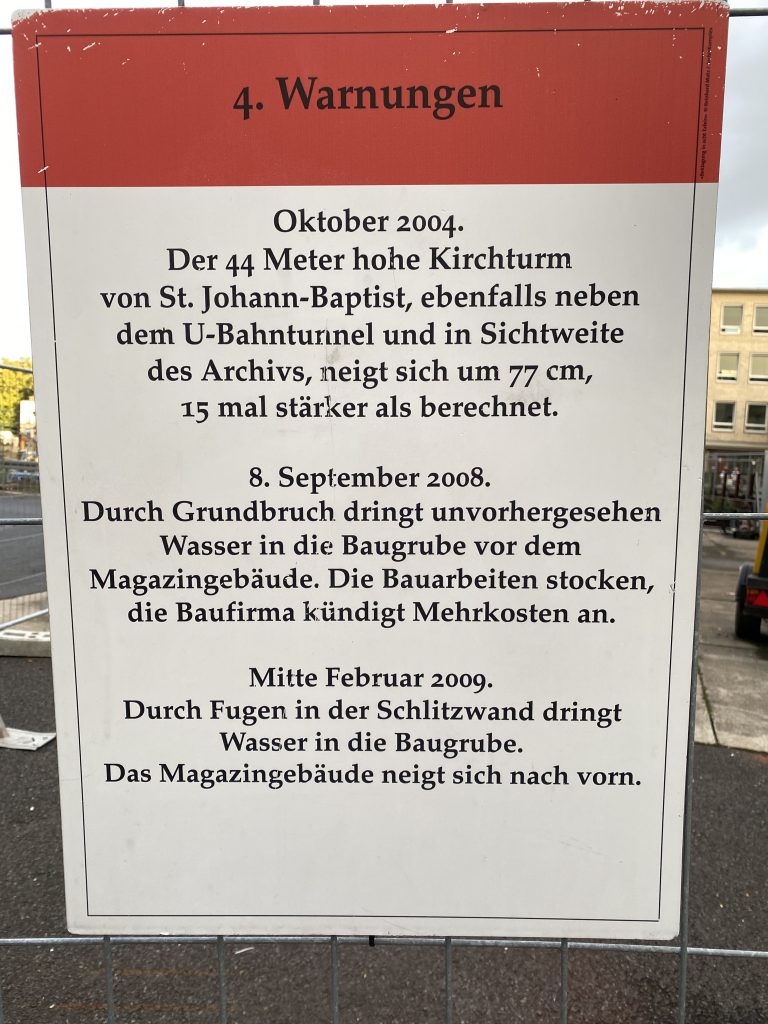 4. Warnungen
Oktober 2004.
Der 44 Meter hohe Kirchturm
von St. Johann-Baptist, ebenfalls neben
dem U-Bahntunnel und in Sichtweite
des Archivs, neigt sich um 77 cm,
15 mal stärker als berechnet.
8. September 2008.
Durch Grundbruch dringt unvorhergesehen
Wasser in die Baugrube vor dem
Magazingebäude. Die Bauarbeiten stocken,
die Baufirma kündigt Mehrkosten an.
Mitte Februar 2009.
Durch Fugen in der Schlitzwand dringt
Wasser in die Baugrube.
Das Magazingebäude neigt sich nach vorn.